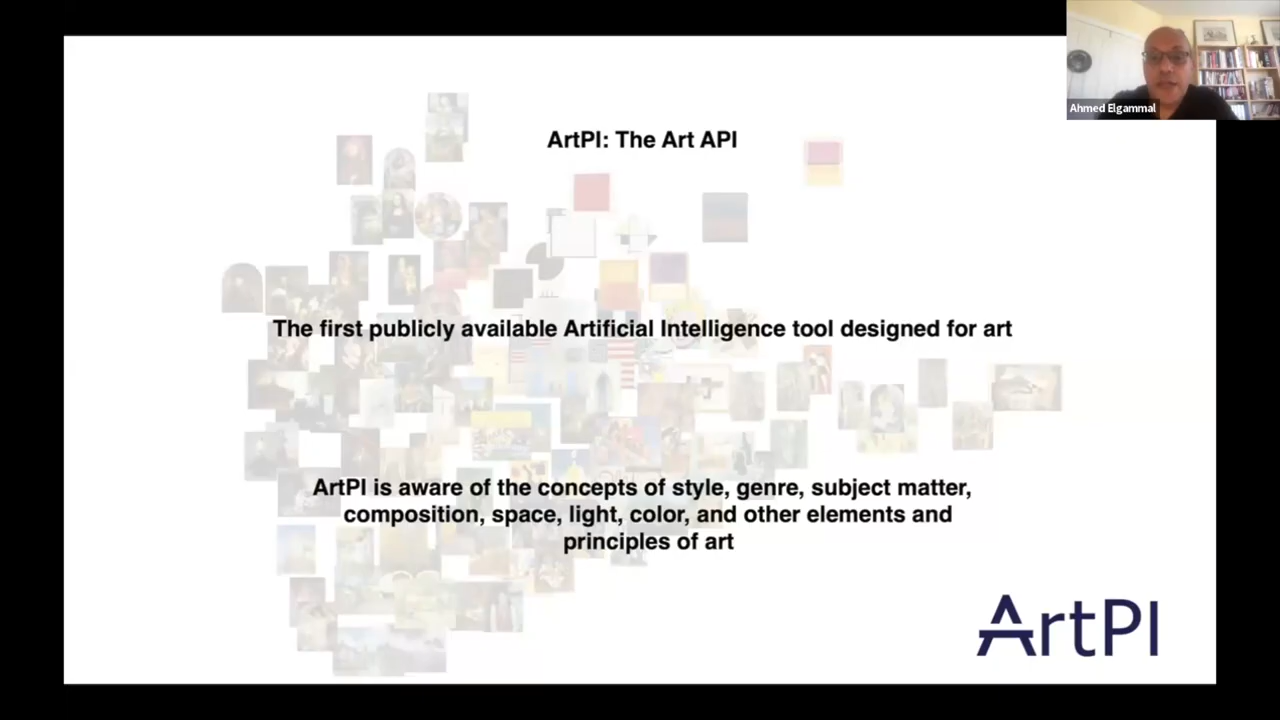 Ahmed Elgammal
ArtPI: The Art API
The first publicly available Artificial Intelligence tool designed for art
ArtPI is aware of the concepts of style, genre, subject matter,
composition, space, light, color, and other elements and
principles of art
ArtPI